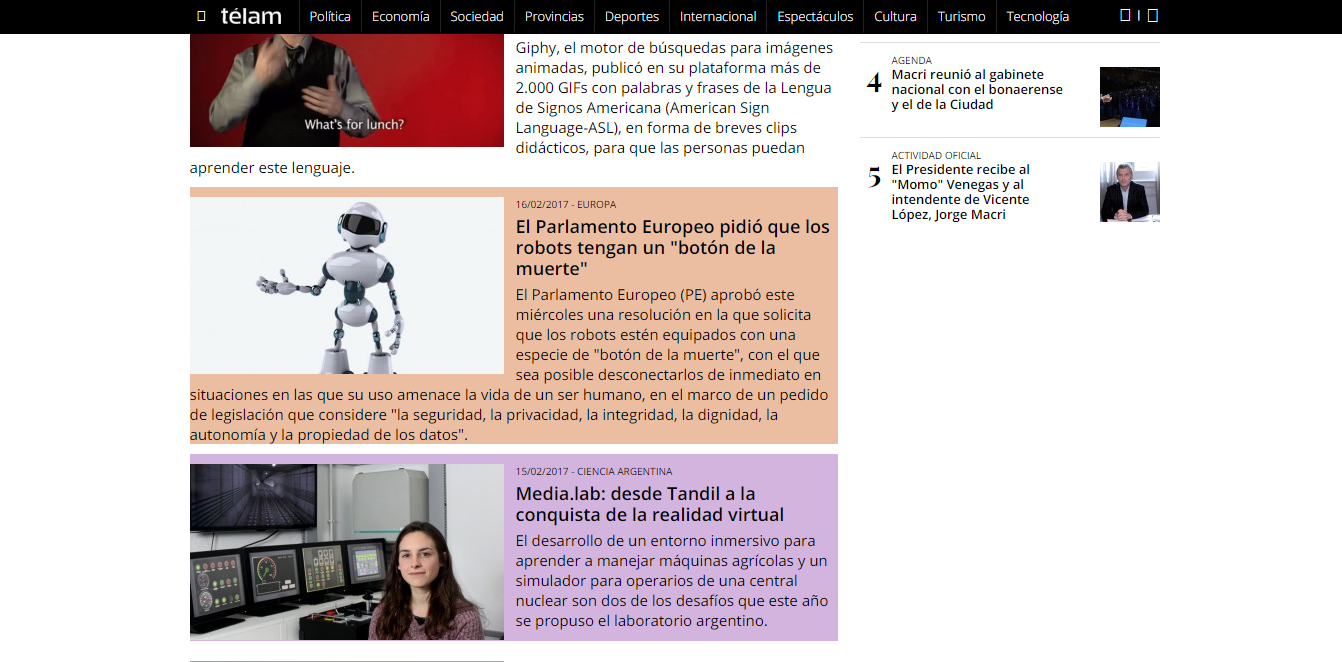 télam
Política
Economía
Sociedad
Provincias
Deportes
Internacional
Espectáculos
Cultura
Turismo
Tecnología
What's for lunch?
Giphy, el motor de búsquedas para imágenes
animadas, publicó en su plataforma más de
2.000 GIFs con palabras y frases de la Lengua
de Signos Americana (American Sign
Language-ASL), en forma de breves clips
didácticos, para que las personas puedan
aprender este lenguaje.
16/02/2017 - EUROPA
El Parlamento Europeo pidió que los
robots tengan un "botón de la
muerte"
El Parlamento Europeo (PE) aprobó este
miércoles una resolución en la que solicita
que los robots estén equipados con una
especie de "botón de la muerte", con el que
sea posible desconectarlos de inmediato en
situaciones en las que su uso amenace la vida de un ser humano, en el marco de un pedido
de legislación que considere "la seguridad, la privacidad, la integridad, la dignidad, la
autonomía y la propiedad de los datos".
15/02/2017 - CIENCIA ARGENTINA
Media.lab: desde Tandil a la
conquista de la realidad virtual
El desarrollo de un entorno inmersivo para
aprender a manejar máquinas agrícolas y un
simulador para operarios de una central
nuclear son dos de los desafíos que este año
se propuso el laboratorio argentino.
4
AGENDA
Macri reunió al gabinete
nacional con el bonaerense
y el de la Ciudad
5
ACTIVIDAD OFICIAL
El Presidente recibe al
"Momo" Venegas y al
intendente de Vicente
López, Jorge Macri